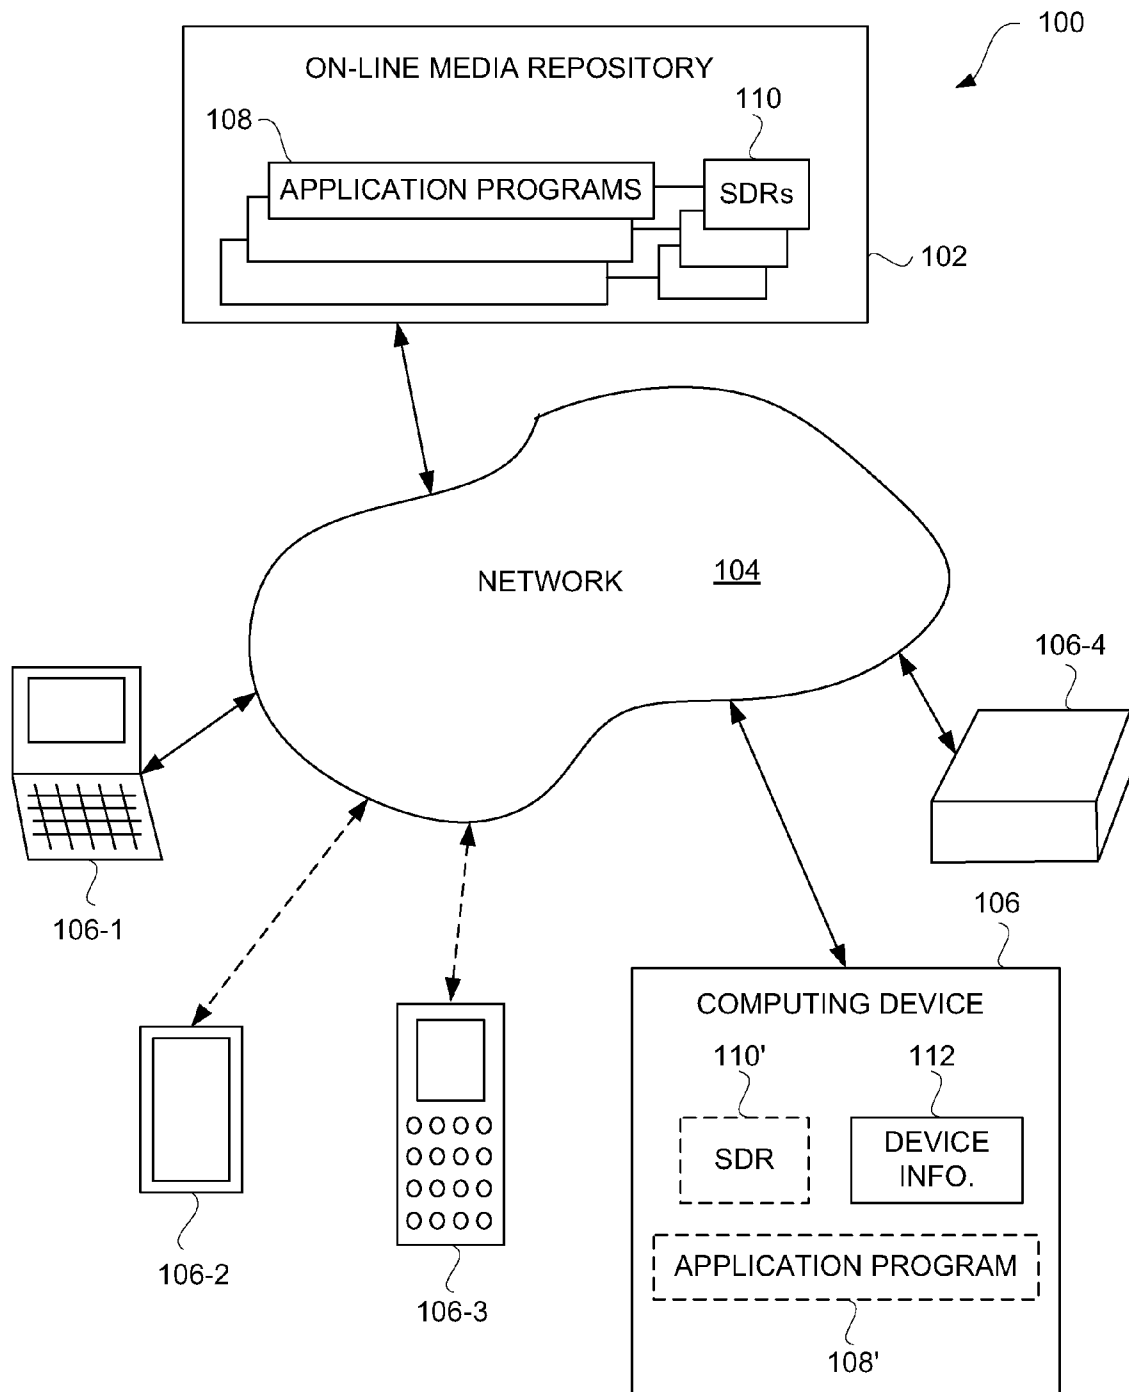 100
ON-LINE MEDIA REPOSITORY
108
110
APPLICATION PROGRAMS
SDRs
102
NETWORK
104
106-4
106-1
106
COMPUTING DEVICE
110'
112
SDR
DEVICE
INFO.
106-2
106-3
APPLICATION PROGRAM
108'